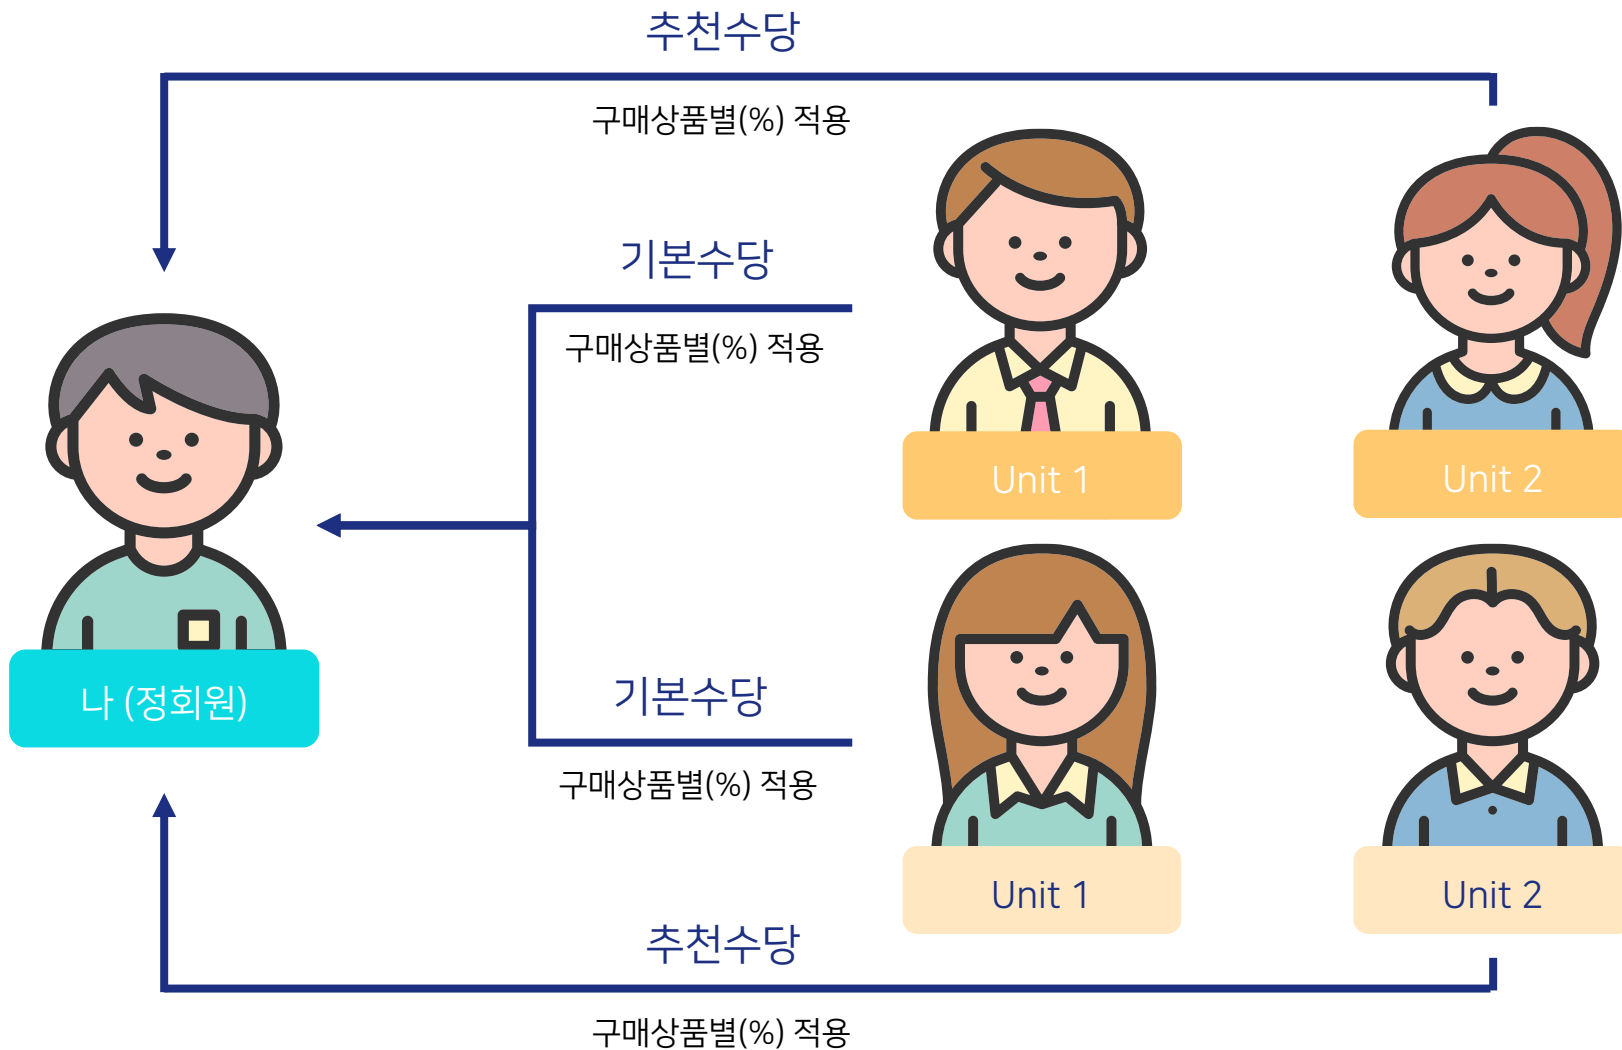 추천수당
구매상품별(%) 적용
기본수당
구매상품별(%) 적용
Unit 1
Unit 2
나 (정회원)
기본수당
구매상품별(%) 적용
Unit 1
Unit 2
추천수당
구매상품별(%) 적용